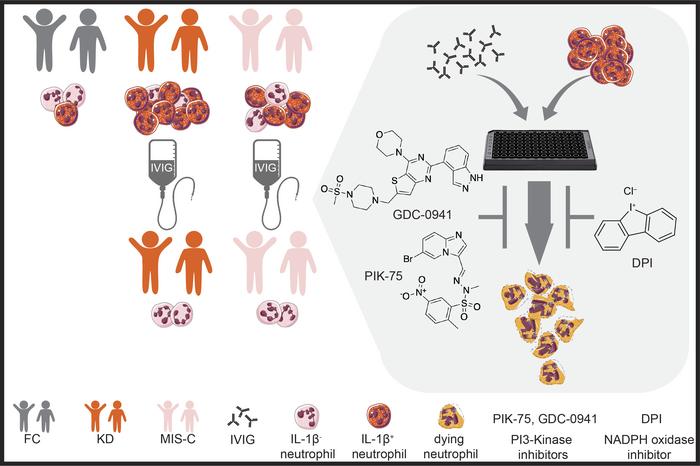 IVIG
IVIG
O
N
S
N
N
NH
N
O
S
O
N
N
GDC-0941
N
Br
N
PIK-75
N
N
O
-O
N+
S
O
O
Cl-
I+
DPI
FC
KD
MIS-C
IVIG
IL-1β-
neutrophil
IL-1β+
neutrophil
dying
neutrophil
PIK-75, GDC-0941
PI3-Kinase
inhibitors
DPI
NADPH oxidase
inhibitor